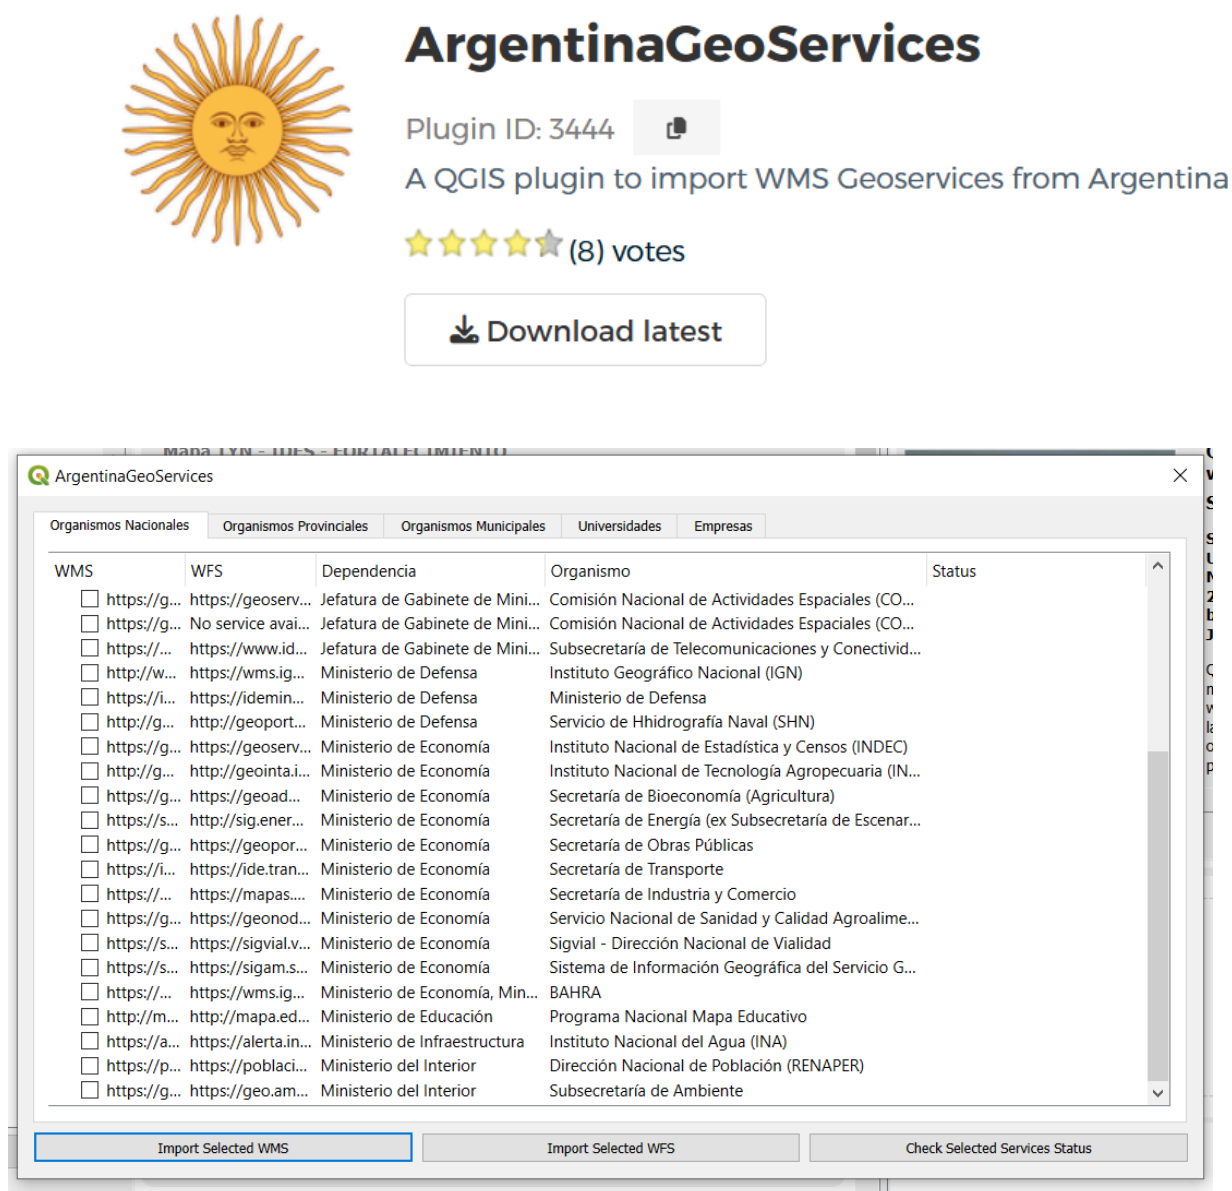 ArgentinaGeoServices
Plugin ID: 3444
A QGIS plugin to import WMS Geoservices from Argentina
(8) votes
Download latest
Mapa TYN - IDES - FORTALECIMIENTO
ArgentinaGeoServices
Organismos Nacionales Organismos Provinciales Organismos Municipales Universidades Empresas
WMS WFS Dependencia Organismo Status
https://g... https://geoserv... Jefatura de Gabinete de Mini... Comisión Nacional de Actividades Espaciales (CO...
https://g... No service avai... Jefatura de Gabinete de Mini... Comisión Nacional de Actividades Espaciales (CO...
https://... https://www.id... Jefatura de Gabinete de Mini... Subsecretaría de Telecomunicaciones y Conectivid...
http://w... https://wms.ig... Ministerio de Defensa Instituto Geográfico Nacional (IGN)
https://i... https://idemin... Ministerio de Defensa Ministerio de Defensa
http://g... http://geoport... Ministerio de Defensa Servicio de Hhidrografía Naval (SHN)
https://g... https://geoserv... Ministerio de Economía Instituto Nacional de Estadística y Censos (INDEC)
http://g... http://geointa.i... Ministerio de Economía Instituto Nacional de Tecnología Agropecuaria (IN...
https://g... https://geoad... Ministerio de Economía Secretaría de Bioeconomía (Agricultura)
https://s... http://sig.ener... Ministerio de Economía Secretaría de Energía (ex Subsecretaría de Escenar...
https://g... https://geopor... Ministerio de Economía Secretaría de Obras Públicas
https://i... https://ide.tran... Ministerio de Economía Secretaría de Transporte
https://... https://mapas.... Ministerio de Economía Secretaría de Industria y Comercio
https://g... https://geonod... Ministerio de Economía Servicio Nacional de Sanidad y Calidad Agroalime...
https://s... https://sigvial.v... Ministerio de Economía Sigvial - Dirección Nacional de Vialidad
https://s... https://sigam.s... Ministerio de Economía Sistema de Información Geográfica del Servicio G...
https://... https://wms.ig... Ministerio de Economía, Min... BAHRA
http://m... http://mapa.ed... Ministerio de Educación Programa Nacional Mapa Educativo
https://a... https://alerta.in... Ministerio de Infraestructura Instituto Nacional del Agua (INA)
https://p... https://poblaci... Ministerio del Interior Dirección Nacional de Población (RENAPER)
https://g... https://geo.am... Ministerio del Interior Subsecretaría de Ambiente
Import Selected WMS Import Selected WFS Check Selected Services Status